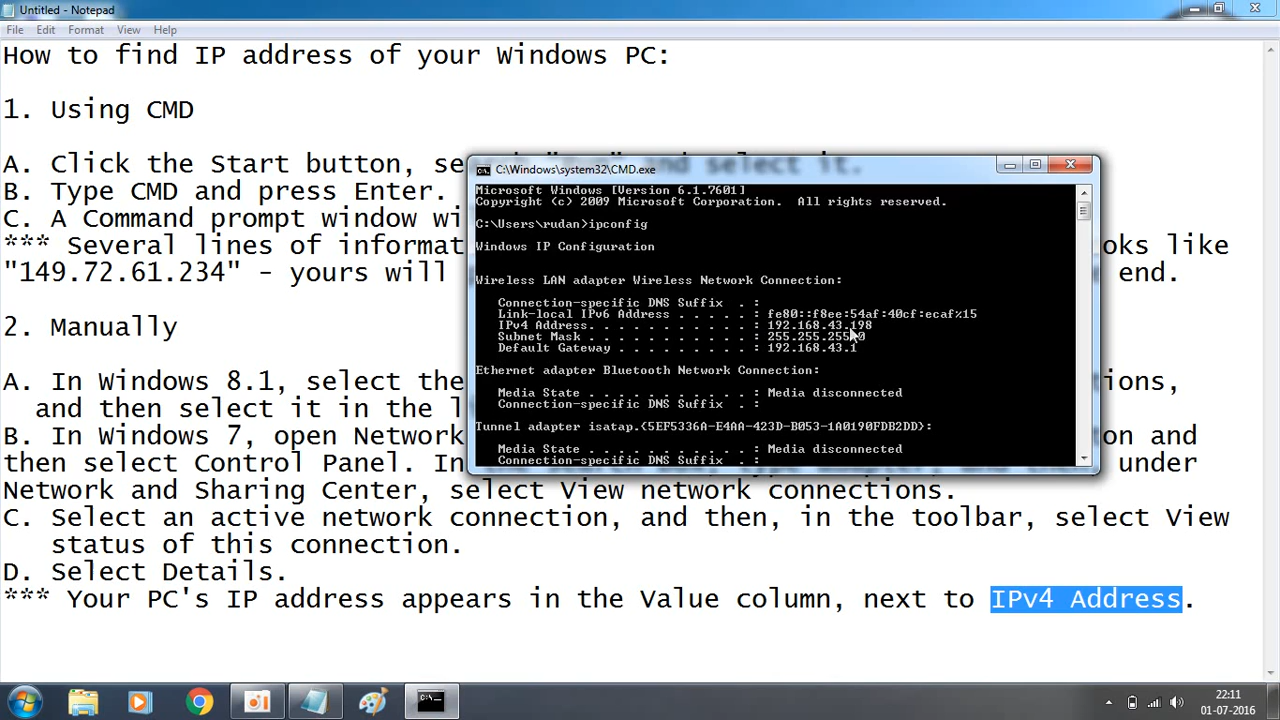 Untitled - Notepad
File Edit Format View Help
How to find IP address of your Windows PC:
1. Using CMD
A. Click the Start button, and select it.
B. Type CMD and press Enter.
C. A Command prompt window
*** Several lines of ooks like
"149.72.61.234" - yours will end.
2. Manually
A. In Windows 8.1, select the ions,
and then select it in the
B. In Windows 7, open Network on and
then select Control Panel. In the under
Network and Sharing Center, select View network connections.
C. Select an active network connection, and then, in the toolbar, select View
status of this connection.
D. Select Details.
*** Your PC's IP address appears in the Value column, next to IPv4 Address.
C:\Windows\system32\CMD.exe
Microsoft Windows [Version 6.1.7601]
Copyright (c) 2009 Microsoft Corporation. All rights reserved.
C:\Users\rudan>ipconfig
Windows IP Configuration
Wireless LAN adapter Wireless Network Connection:
Connection-specific DNS Suffix . :
Link-local IPv6 Address . . . . . : fe80::f8ee:54af:40cf:ecaf%15
IPv4 Address. . . . . . . . . . . : 192.168.43.198
Subnet Mask . . . . . . . . . . . :
Default Gateway . . . . . . . . . : 192.168.43.1
Ethernet adapter Bluetooth Network Connection:
Media State . . . . . . . . . . . : Media disconnected
Connection-specific DNS Suffix . :
Tunnel adapter isatap.{5EF5336A-E4AA-423D-B053-1A0190FDB2DD}:
Media State . . . . . . . . . . . : Media disconnected
Connection-specific DNS Suffix . :
22:11
01-07-2016